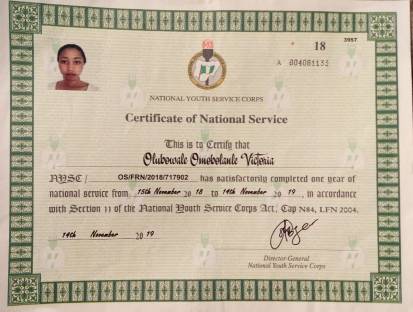 18
3957
A 004081133
NATIONAL YOUTH SERVICE CORPS
Certificate of National Service
This is to Certify that
Olubowale Omobolanle Victoria
NYSC/ OS/FRN/2018/717902 has satisfactorily completed one year of
national service from 15th November 2018 to 14th November 2019, in accordance
with Section 11 of the National Youth Service Corps Act, Cap N84, LFN 2004.
14th November 2019
Director-General
National Youth Service Corps